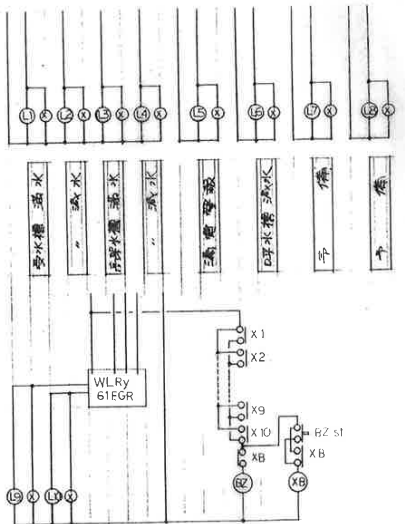 L1 X L2 X L3 X L4 X L5 X L6 X L7 X L8 X
受水槽 満水
〃 減水
高架水槽 満水
〃 減水
漏電警報
呼水槽 減水
予備
予備
X1
X2
WLRy
61EGR
X9
X10
XB
BZ st
XB
L9 X L10 X
BZ
XB